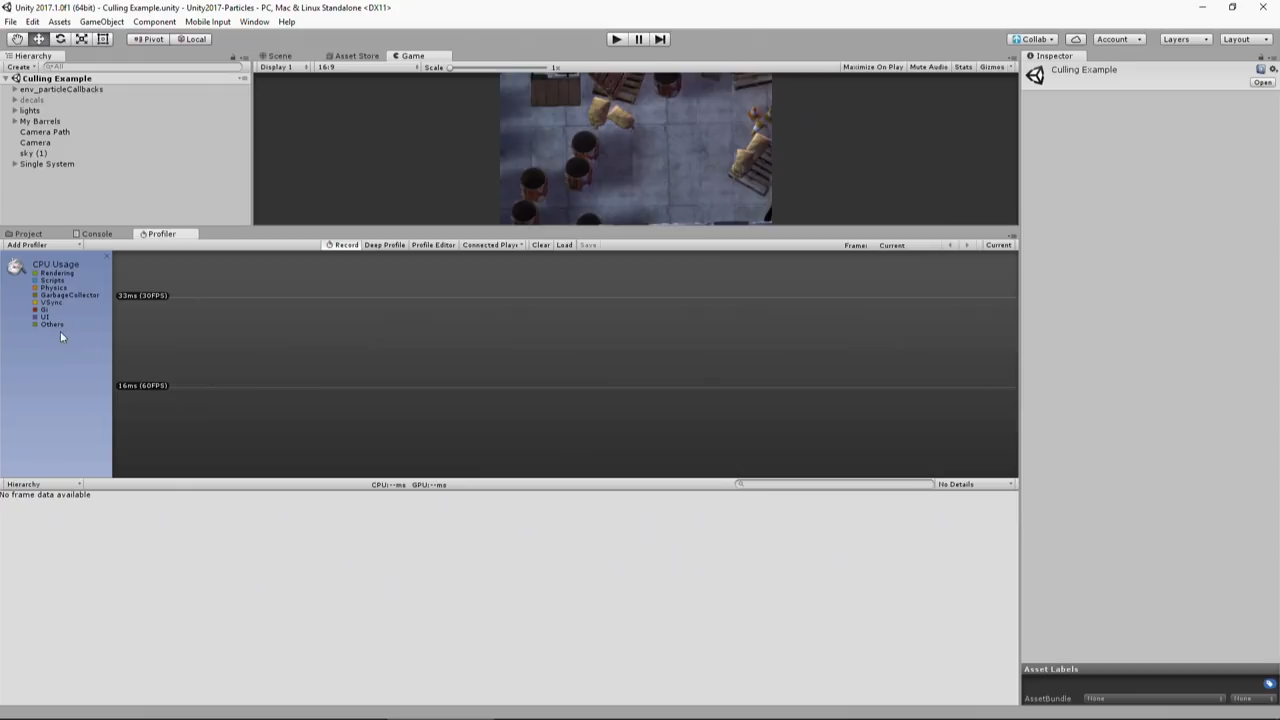 Unity 2017.1.0f1 (64bit) - Culling Example.unity - Unity2017-Particles - PC, Mac & Linux Standalone <DX11>
File Edit Assets GameObject Component Mobile Input Window Help
Pivot Local Collab Account Layers Layout
Hierarchy Scene Asset Store Game Inspector
Create All Display 1 16:9 Scale 1x Maximize On Play Mute Audio Stats Gizmos Culling Example
Culling Example Open
env_particleCallbacks
decals
lights
My Barrels
Camera Path
Camera
sky (1)
Single System
Project Console Profiler
Add Profiler Record Deep Profile Profile Editor Connected Play Clear Load Save Frame: Current Current
CPU Usage
Rendering
Scripts
Physics
GarbageCollector
VSync
Gi
UI
Others
33ms (30FPS)
16ms (60FPS)
Hierarchy CPU:--ms GPU:--ms No Details
No frame data available
Asset Labels
AssetBundle None None